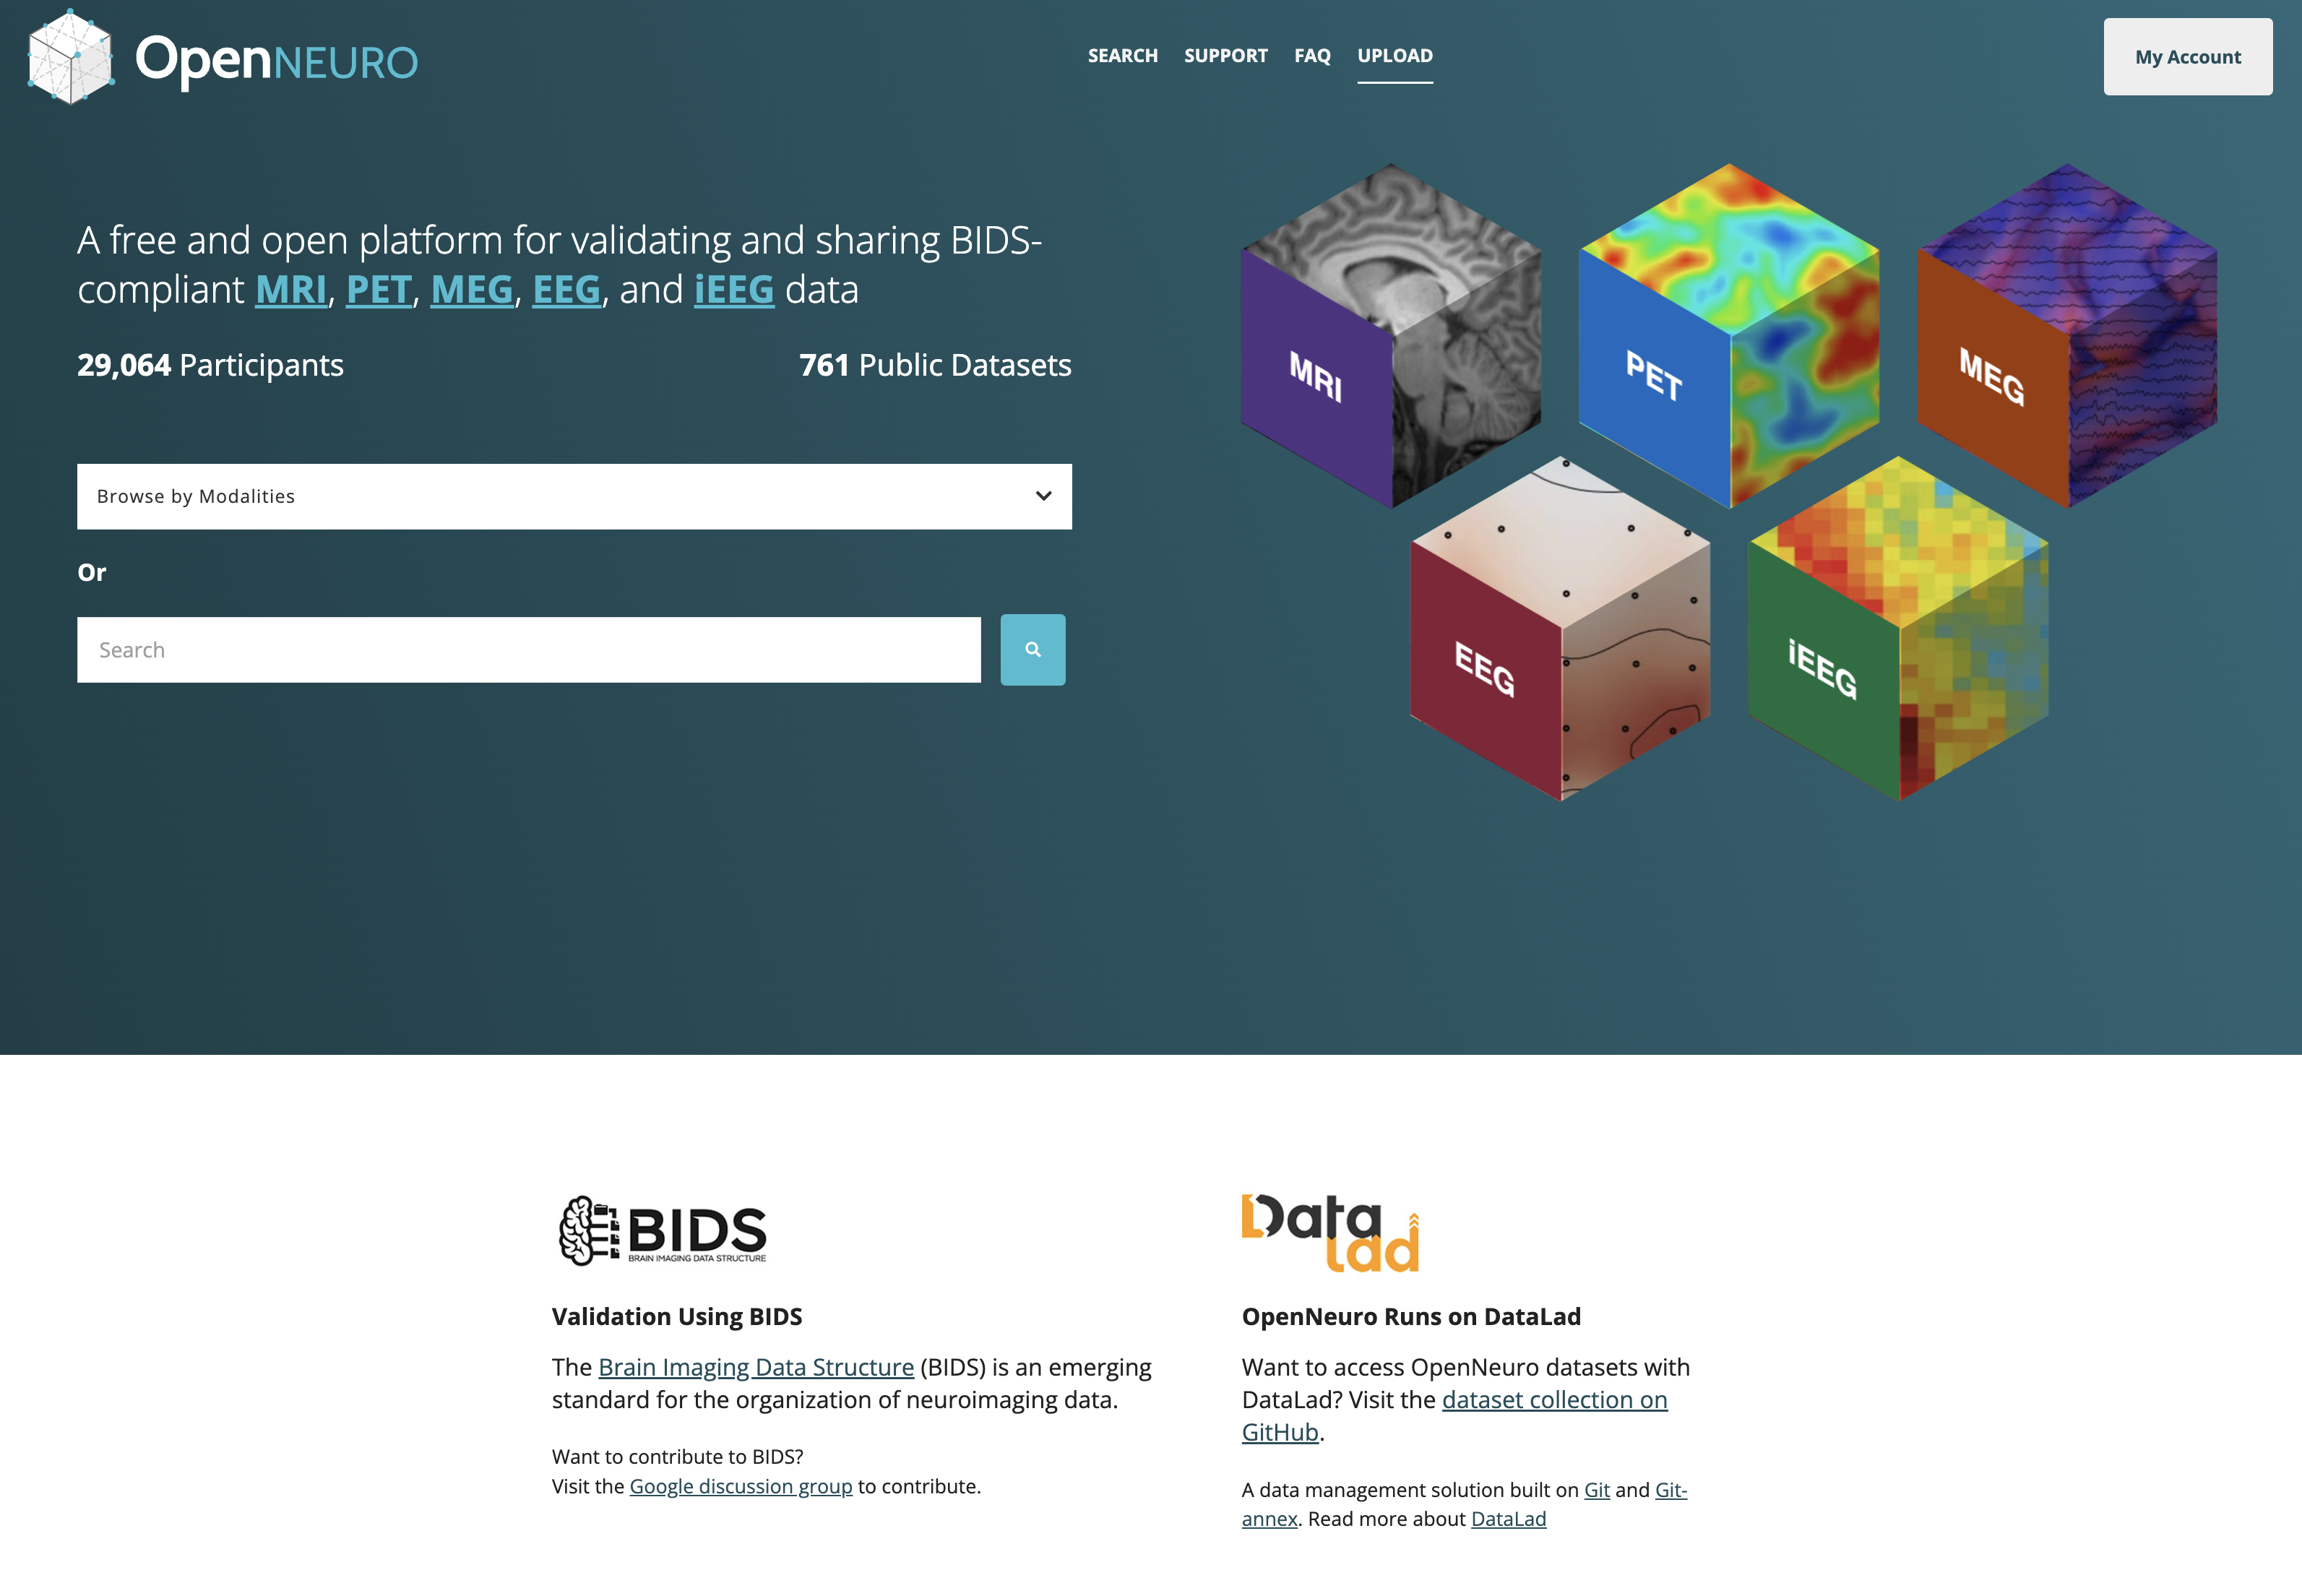 OpenNEURO
SEARCH SUPPORT FAQ UPLOAD
My Account
A free and open platform for validating and sharing BIDS-
compliant MRI, PET, MEG, EEG, and iEEG data
29,064 Participants
761 Public Datasets
Browse by Modalities
Or
Search
MRI
PET
MEG
EEG
iEEG
BIDS
BRAIN IMAGING DATA STRUCTURE
Validation Using BIDS
The Brain Imaging Data Structure (BIDS) is an emerging
standard for the organization of neuroimaging data.
Want to contribute to BIDS?
Visit the Google discussion group to contribute.
Data
lad
OpenNeuro Runs on DataLad
Want to access OpenNeuro datasets with
DataLad? Visit the dataset collection on
GitHub.
A data management solution built on Git and Git-
annex. Read more about DataLad